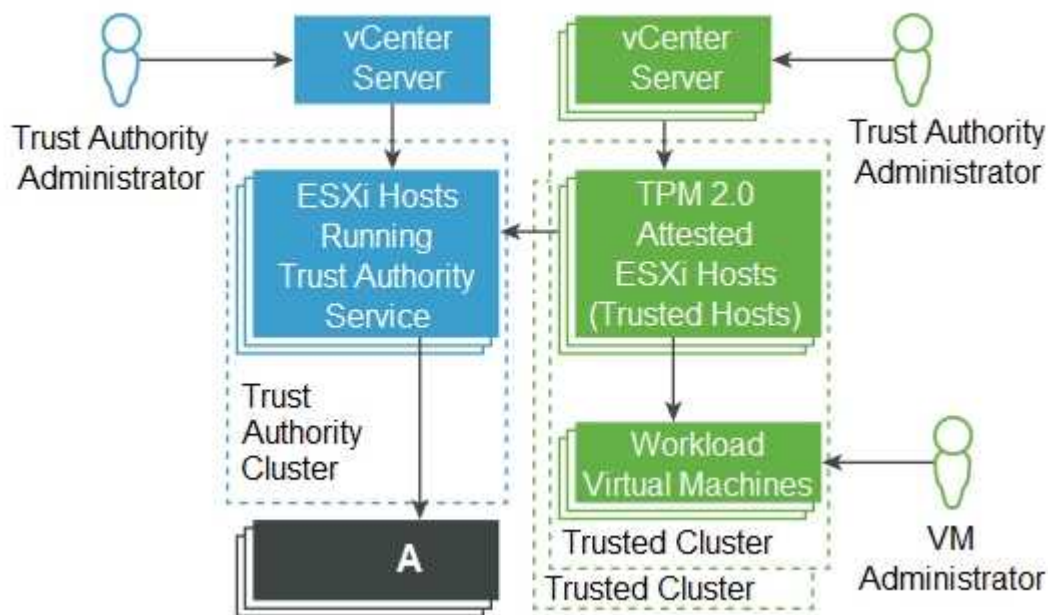 vCenter
Server
vCenter
Server
Trust Authority
Administrator
Trust Authority
Administrator
ESXi Hosts
Running
Trust Authority
Service
TPM 2.0
Attested
ESXi Hosts
(Trusted Hosts)
Trust
Authority
Cluster
Workload
Virtual Machines
A
Trusted Cluster
Trusted Cluster
VM
Administrator